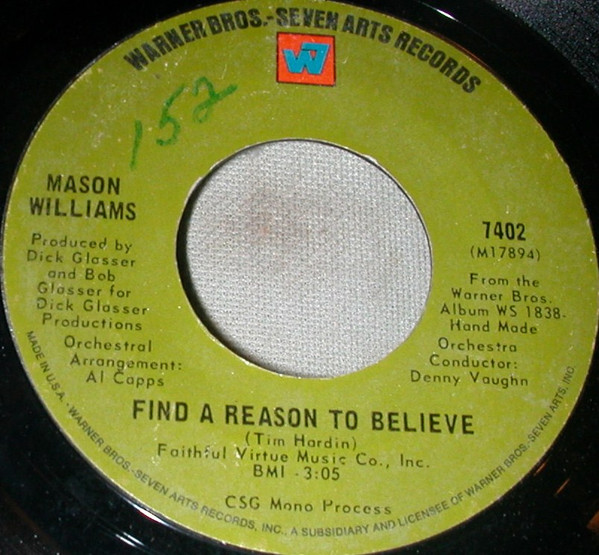 WARNER BROS.-SEVEN ARTS RECORDS
W7
152
MASON
WILLIAMS
Produced by
Dick Glasser
and Bob
Glasser for
Dick Glasser
Productions
Orchestral
Arrangement:
Al Capps
7402
(M17894)
From the
Warner Bros.
Album WS 1838-
Hand Made
Orchestra
Conductor:
Denny Vaughn
FIND A REASON TO BELIEVE
(Tim Hardin)
Faithful Virtue Music Co., Inc.
BMI - 3:05
CSG Mono Process
MADE IN U.S.A. - WARNER BROS.-SEVEN ARTS RECORDS, INC., A SUBSIDIARY AND LICENSEE OF WARNER BROS.-SEVEN ARTS, INC.